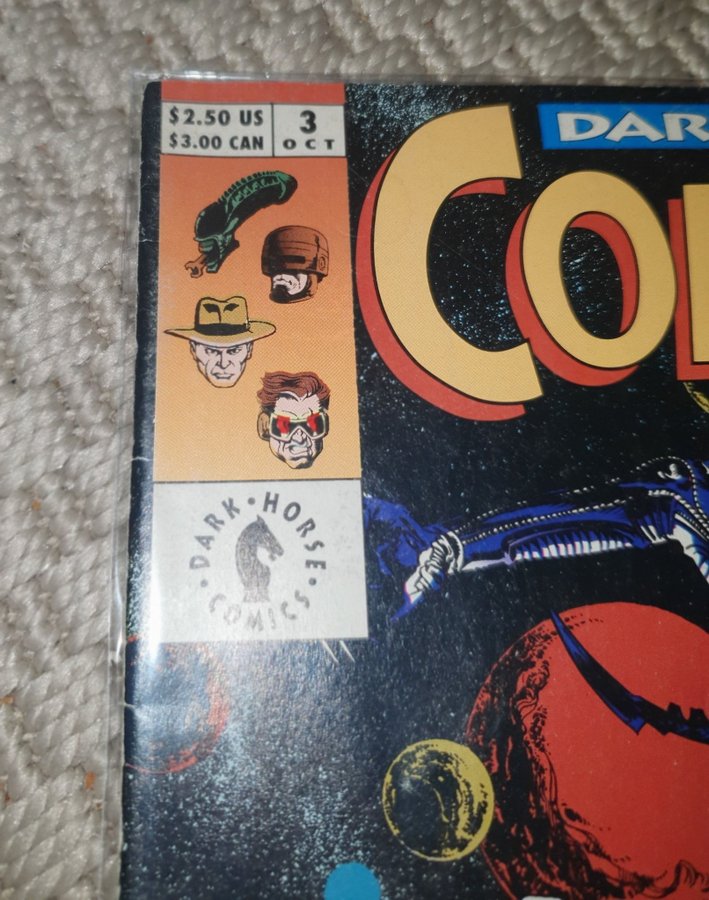 $2.50 US
$3.00 CAN
3
OCT
DAR
CO
DARK • HORSE
COMICS